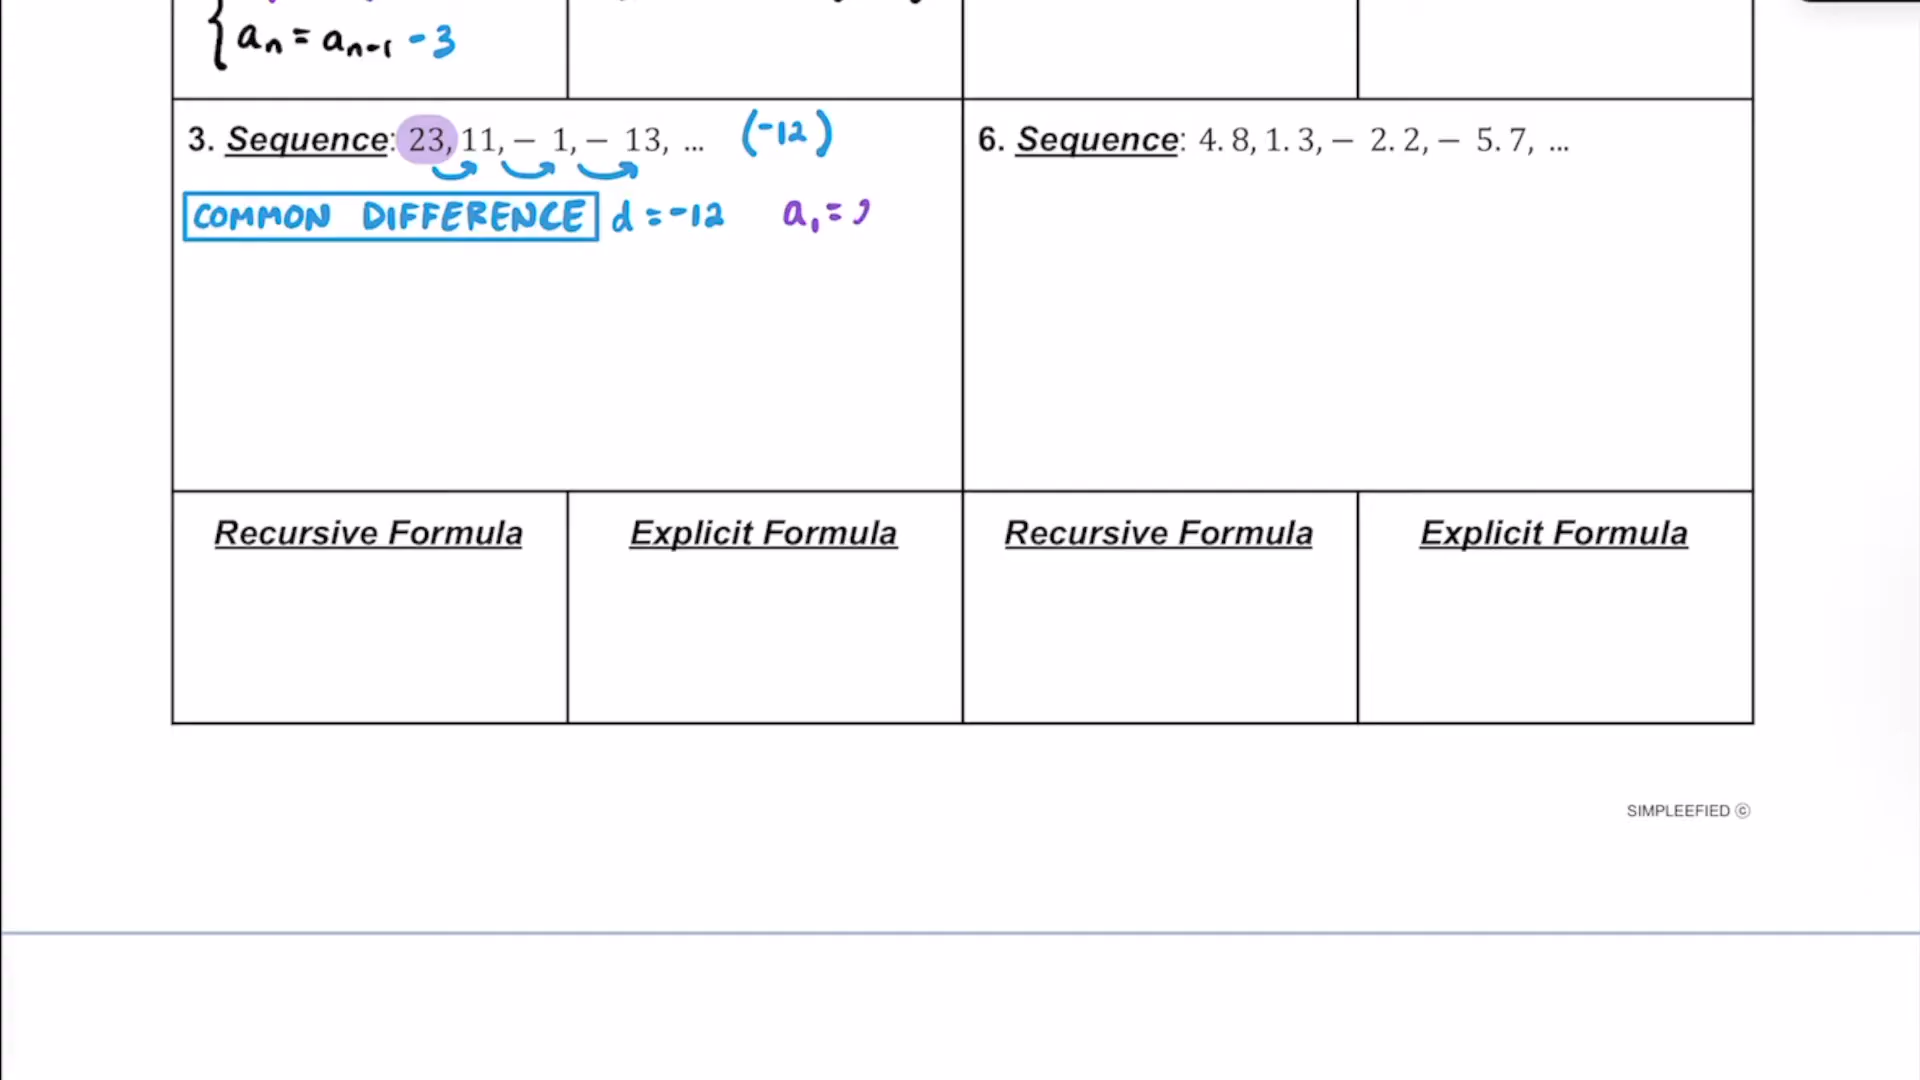 aₙ = aₙ₋₁ -3
3. Sequence: 23, 11, − 1, − 13, ... (-12)
COMMON DIFFERENCE d = -12 a₁ =
6. Sequence: 4. 8, 1. 3, − 2. 2, − 5. 7, ...
Recursive Formula
Explicit Formula
Recursive Formula
Explicit Formula
SIMPLEEFIED ©